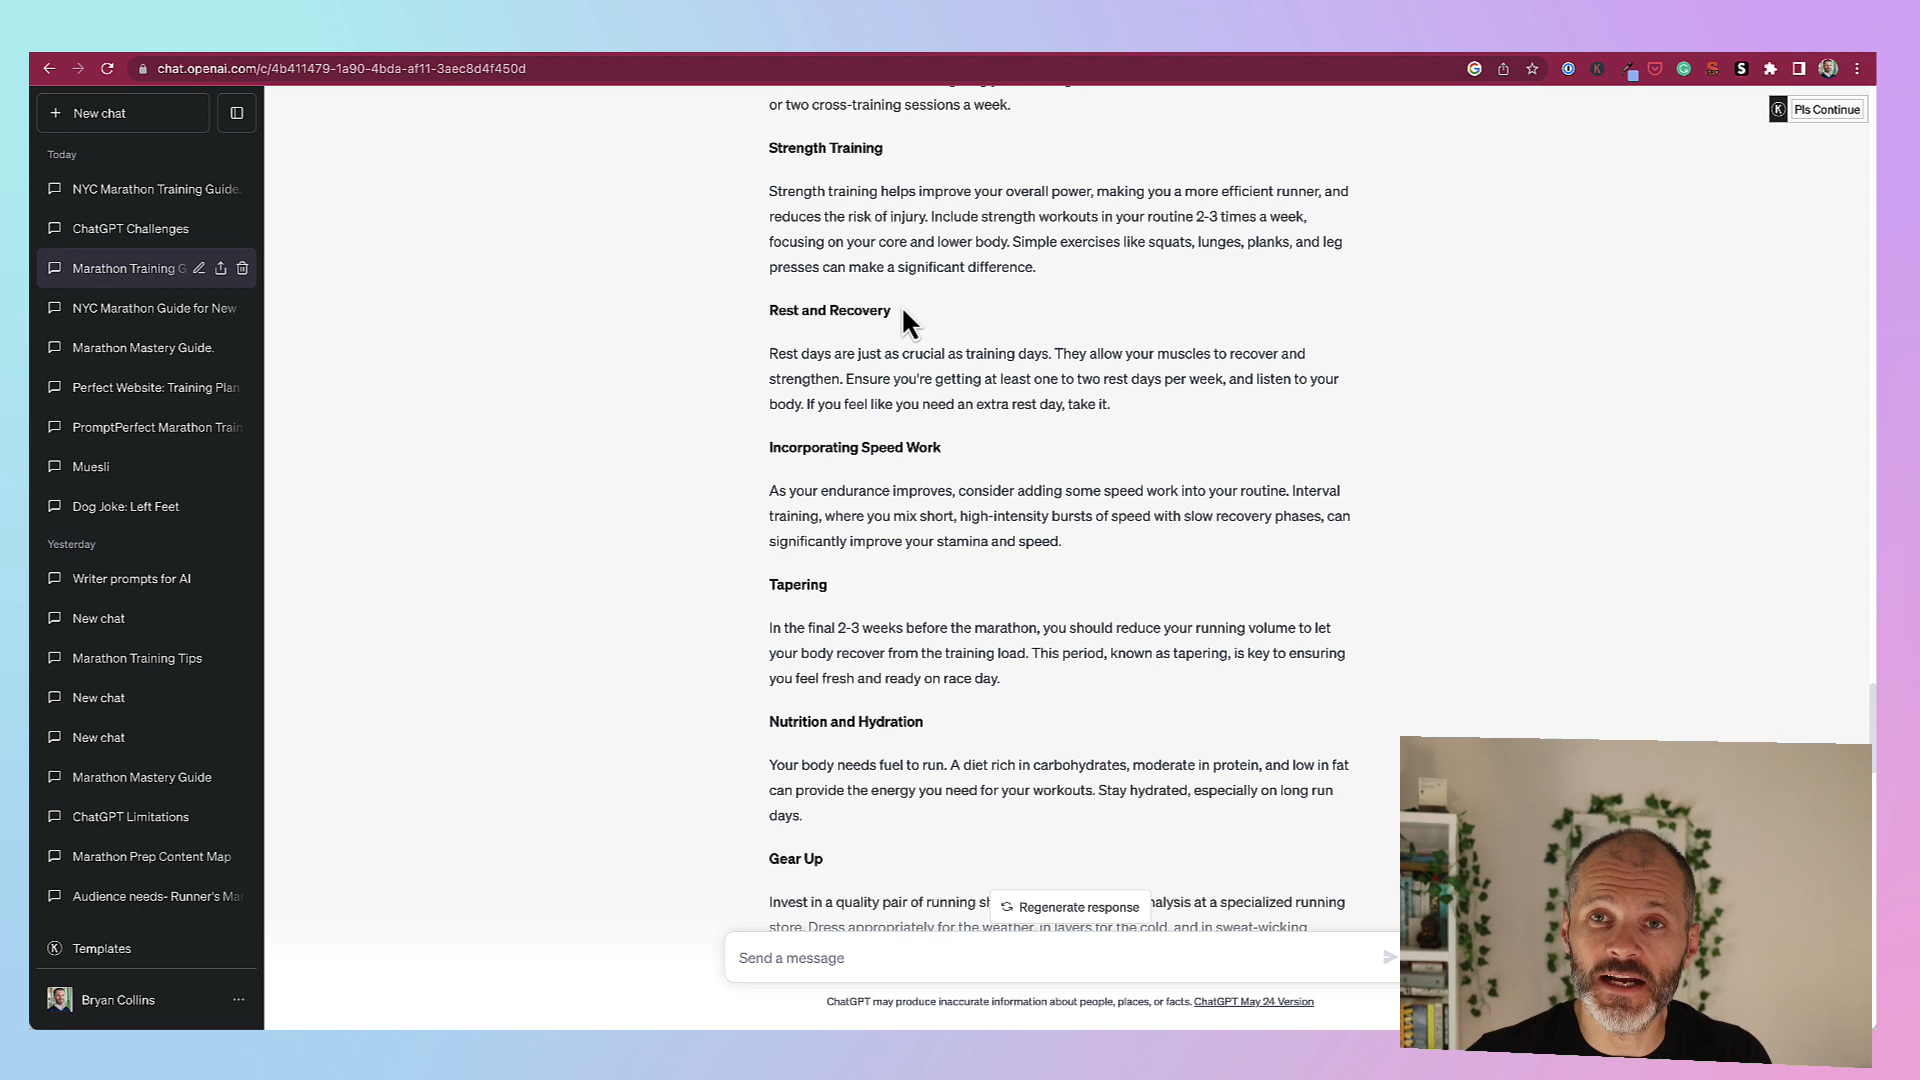 chat.openai.com/c/4b411479-1a90-4bda-af11-3aec8d4f450d
New chat
Today
NYC Marathon Training Guide.
ChatGPT Challenges
Marathon Training G
NYC Marathon Guide for New
Marathon Mastery Guide.
Perfect Website: Training Plan
PromptPerfect Marathon Train
Muesli
Dog Joke: Left Feet
Yesterday
Writer prompts for AI
New chat
Marathon Training Tips
New chat
New chat
Marathon Mastery Guide
ChatGPT Limitations
Marathon Prep Content Map
Audience needs- Runner's Ma
Templates
Bryan Collins
Pls Continue
or two cross-training sessions a week.
Strength Training
Strength training helps improve your overall power, making you a more efficient runner, and
reduces the risk of injury. Include strength workouts in your routine 2-3 times a week,
focusing on your core and lower body. Simple exercises like squats, lunges, planks, and leg
presses can make a significant difference.
Rest and Recovery
Rest days are just as crucial as training days. They allow your muscles to recover and
strengthen. Ensure you're getting at least one to two rest days per week, and listen to your
body. If you feel like you need an extra rest day, take it.
Incorporating Speed Work
As your endurance improves, consider adding some speed work into your routine. Interval
training, where you mix short, high-intensity bursts of speed with slow recovery phases, can
significantly improve your stamina and speed.
Tapering
In the final 2-3 weeks before the marathon, you should reduce your running volume to let
your body recover from the training load. This period, known as tapering, is key to ensuring
you feel fresh and ready on race day.
Nutrition and Hydration
Your body needs fuel to run. A diet rich in carbohydrates, moderate in protein, and low in fat
can provide the energy you need for your workouts. Stay hydrated, especially on long run
days.
Gear Up
Invest in a quality pair of running sh
alysis at a specialized running
Regenerate response
store. Dress appropriately for the weather, in layers for the cold, and in sweat-wicking
Send a message
ChatGPT may produce inaccurate information about people, places, or facts. ChatGPT May 24 Version